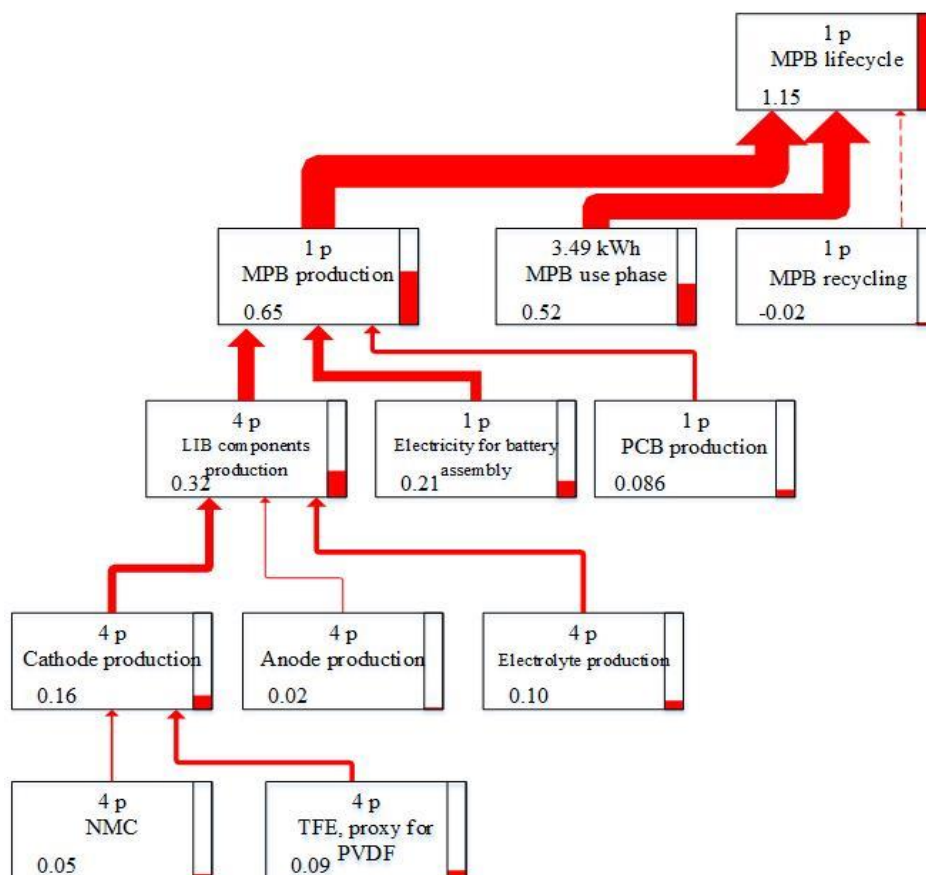 1 p
MPB lifecycle
1.15
1 p
MPB production
0.65
3.49 kWh
MPB use phase
0.52
1 p
MPB recycling
-0.02
4 p
LIB components
production
0.32
1 p
Electricity for battery
assembly
0.21
1 p
PCB production
0.086
4 p
Cathode production
0.16
4 p
Anode production
0.02
4 p
Electrolyte production
0.10
4 p
NMC
0.05
4 p
TFE, proxy for
PVDF
0.09